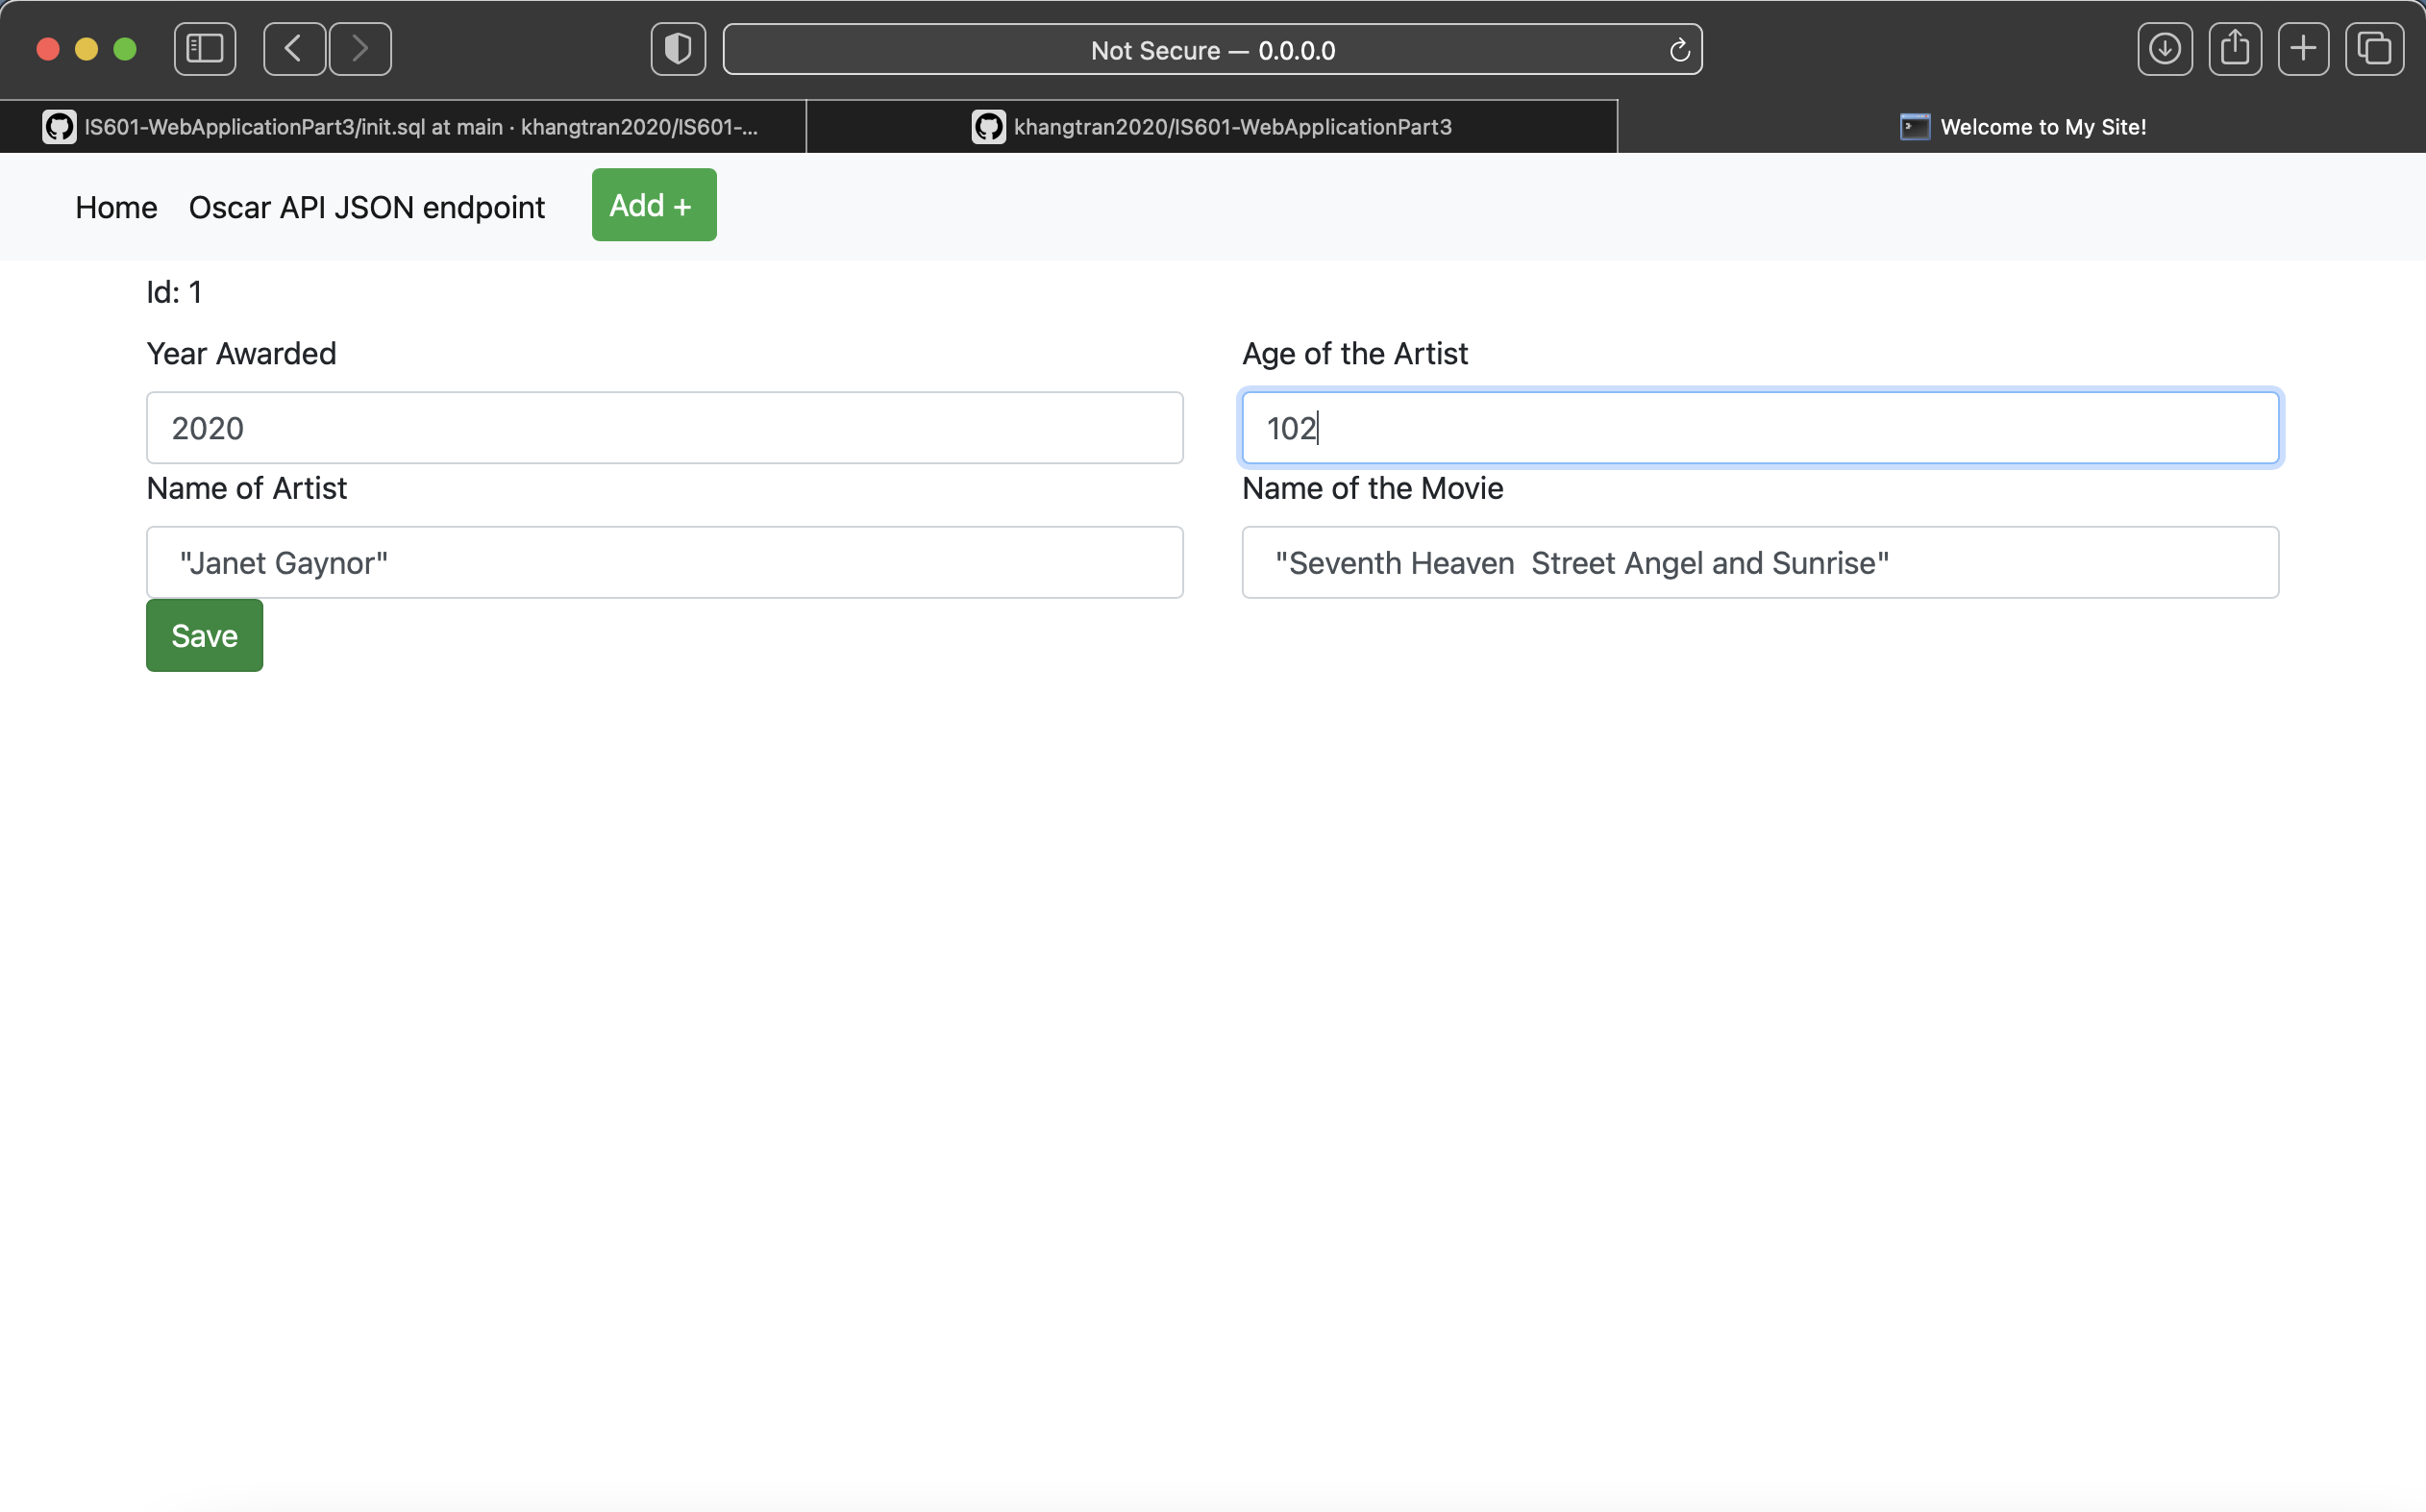 Not Secure — 0.0.0.0
IS601-WebApplicationPart3/init.sql at main · khangtran2020/IS601-...
khangtran2020/IS601-WebApplicationPart3
Welcome to My Site!
Home Oscar API JSON endpoint Add +
Id: 1
Year Awarded
Age of the Artist
2020
102
Name of Artist
Name of the Movie
"Janet Gaynor"
"Seventh Heaven  Street Angel and Sunrise"
Save